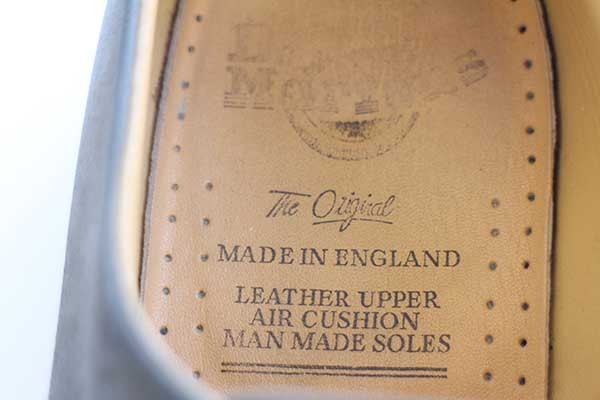 The Original
MADE IN ENGLAND
LEATHER UPPER
AIR CUSHION
MAN MADE SOLES